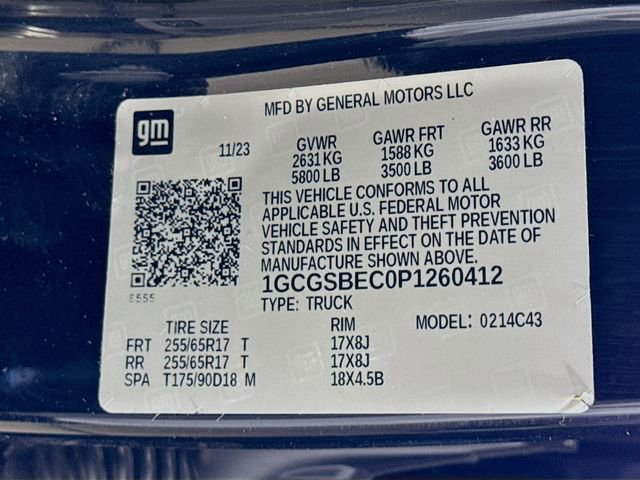 MFD BY GENERAL MOTORS LLC
gm
11/23
GVWR GAWR FRT GAWR RR
2631 KG 1588 KG 1633 KG
5800 LB 3500 LB 3600 LB
THIS VEHICLE CONFORMS TO ALL
APPLICABLE U.S. FEDERAL MOTOR
VEHICLE SAFETY AND THEFT PREVENTION
STANDARDS IN EFFECT ON THE DATE OF
MANUFACTURE SHOWN ABOVE.
8555
1GCGSBEC0P1260412
TYPE: TRUCK
TIRE SIZE RIM MODEL: 0214C43
FRT 255/65R17 T 17X8J
RR 255/65R17 T 17X8J
SPA T175/90D18 M 18X4.5B